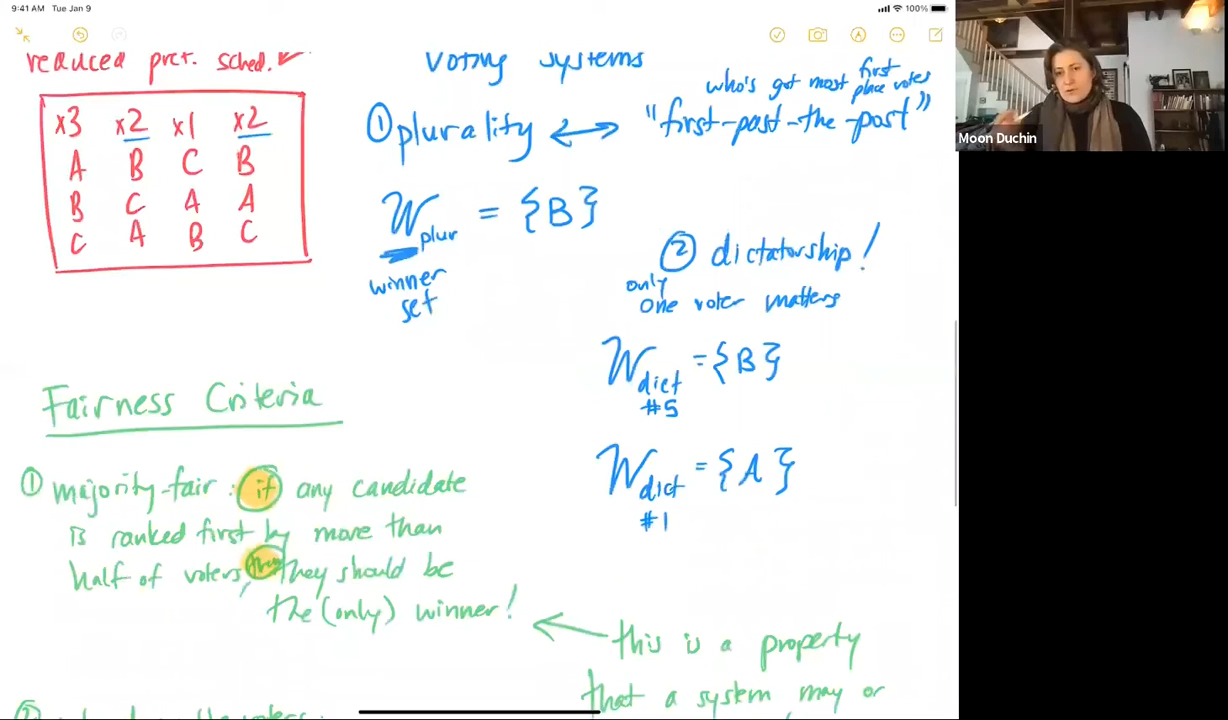 9:41 AM Tue Jan 9
100%
reduced pref. sched.
voting systems
x3 x2 x1 x2
A B C B
B C A A
C A B C
① plurality ↔ "first-past-the-post"
who's got most first place votes
W plur = {B}
winner
set
② dictatorship!
only
one voter matters
W dict #5 = {B}
W dict #1 = {A}
Fairness Criteria
① majority-fair: if any candidate
is ranked first by more than
half of voters, then they should be
the (only) winner!
this is a property
that a system may or
Moon Duchin